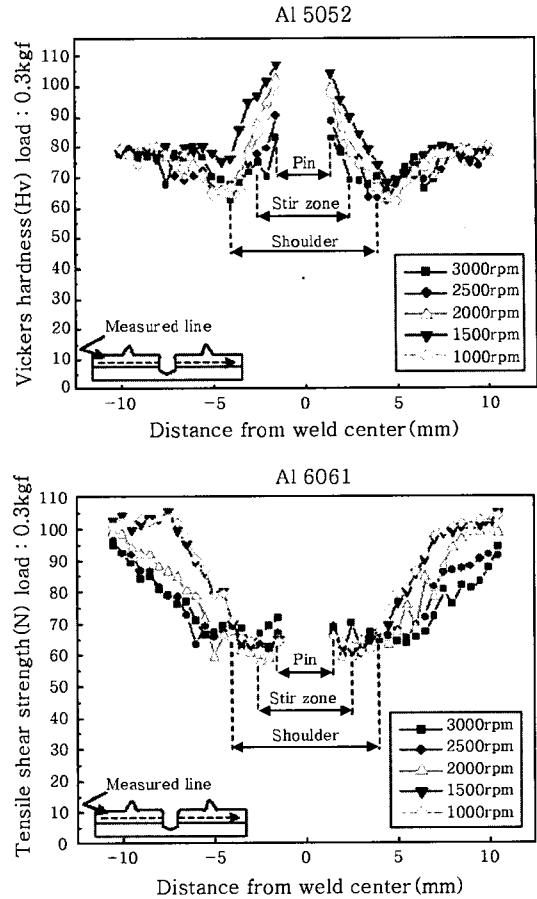 Al 5052
Vickers hardness(Hv) load : 0.3kgf
110
100
90
80
70
60
50
40
30
20
10
0
Pin
Stir zone
Shoulder
3000rpm
2500rpm
2000rpm
1500rpm
1000rpm
Measured line
-10
-5
0
5
10
Distance from weld center(mm)
Al 6061
Tensile shear strength(N) load : 0.3kgf
110
100
90
80
70
60
50
40
30
20
10
0
Pin
Stir zone
Shoulder
3000rpm
2500rpm
2000rpm
1500rpm
1000rpm
Measured line
-10
-5
0
5
10
Distance from weld center(mm)